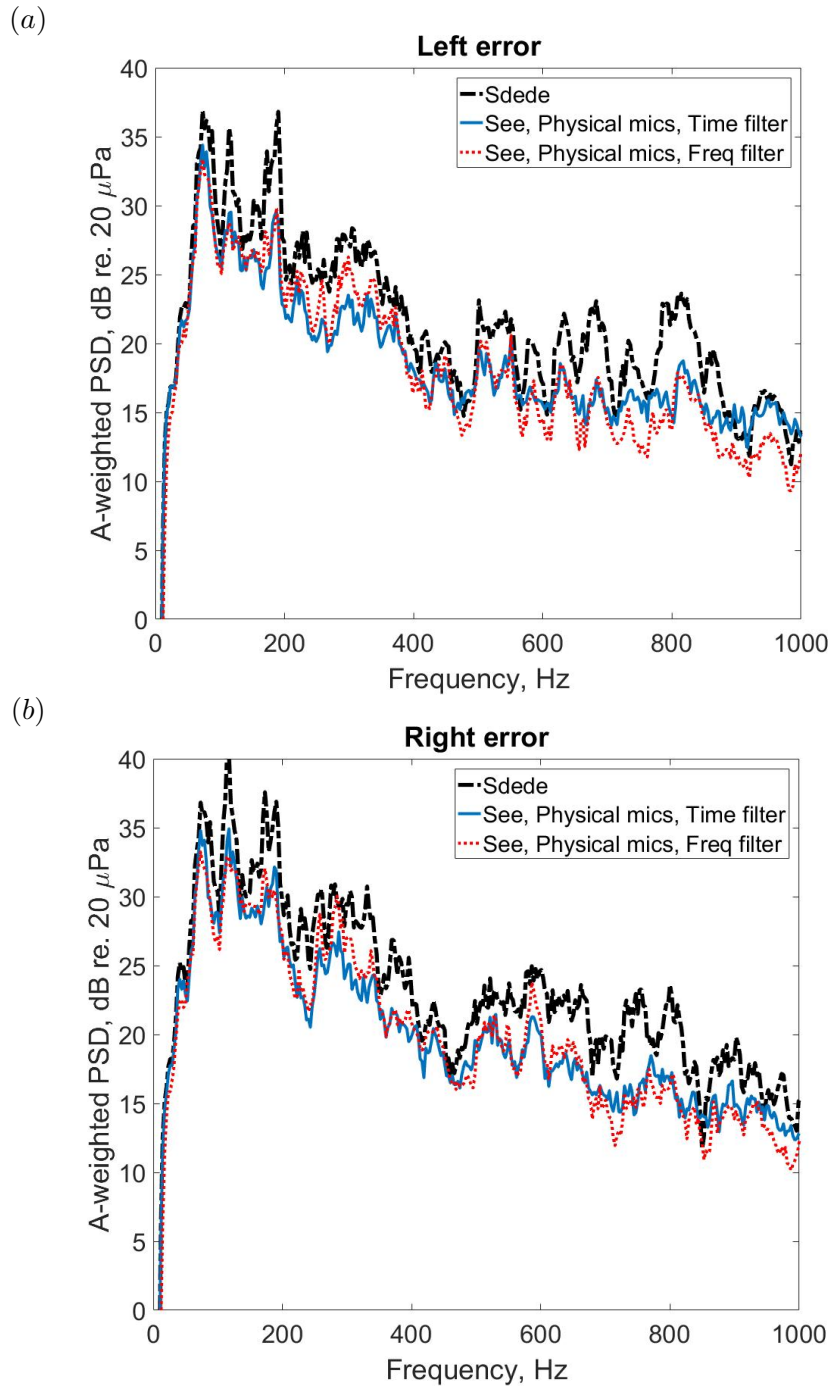 (a)
Left error
Sdede
See, Physical mics, Time filter
See, Physical mics, Freq filter
A-weighted PSD, dB re. 20 μPa
40
35
30
25
20
15
10
5
0
0 200 400 600 800 1000
Frequency, Hz
(b)
Right error
Sdede
See, Physical mics, Time filter
See, Physical mics, Freq filter
A-weighted PSD, dB re. 20 μPa
40
35
30
25
20
15
10
5
0
0 200 400 600 800 1000
Frequency, Hz